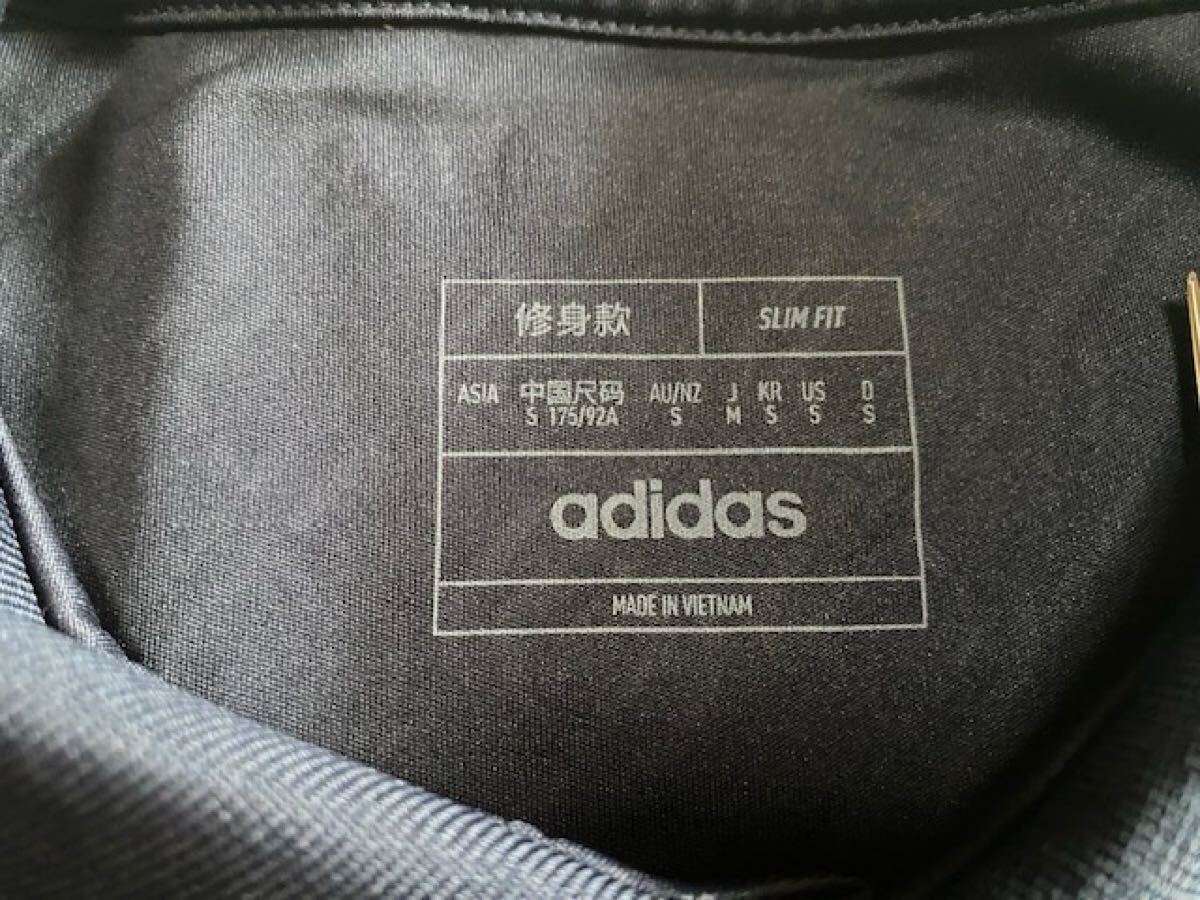 修身款 SLIM FIT
ASIA 中国尺码 AU/NZ J KR US D
S 175/92A S M S S S
adidas
MADE IN VIETNAM